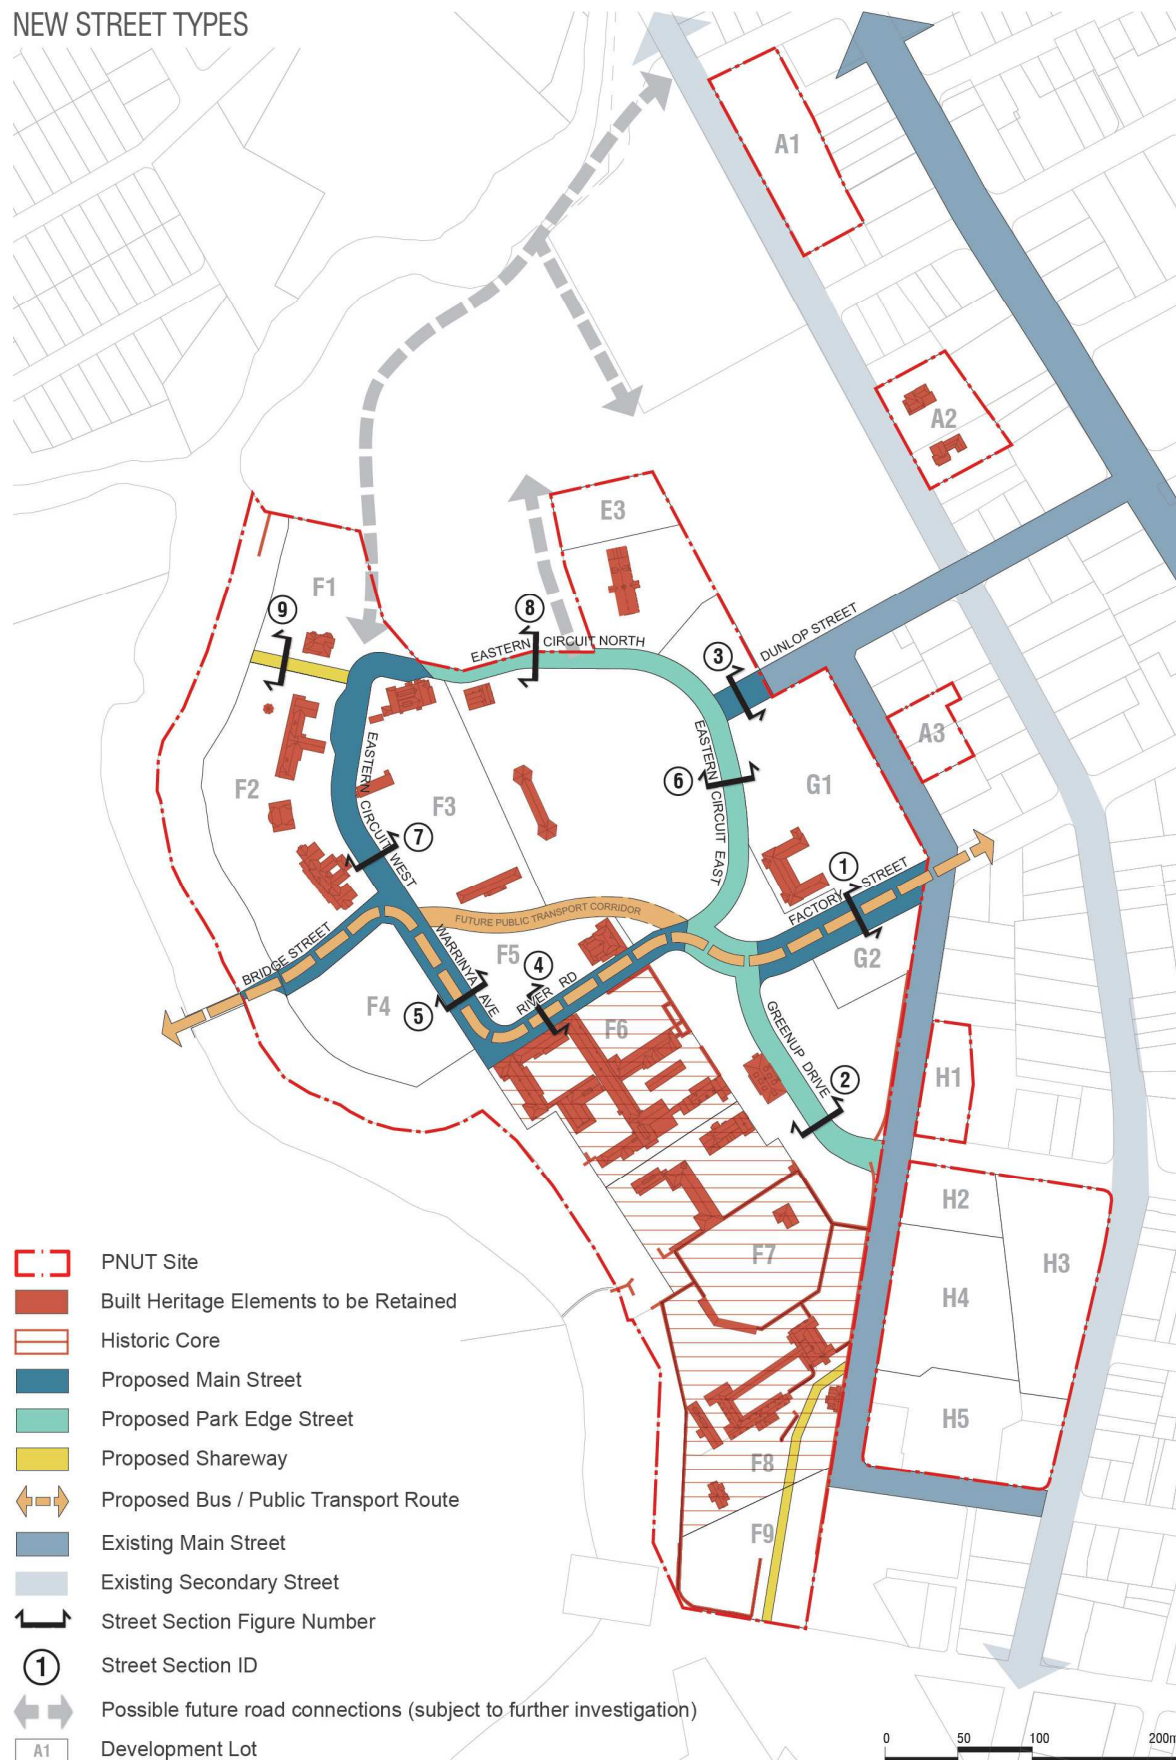 NEW STREET TYPES
A1
A2
E3
F1
9
8
EASTERN CIRCUIT NORTH
3
DUNLOP STREET
A3
F2
EASTERN CIRCUIT WEST
F3
EASTERN CIRCUIT EAST
6
G1
7
1
FACTORY STREET
FUTURE PUBLIC TRANSPORT CORRIDOR
BRIDGE STREET
WARRINYA AVE
F5
4
RIVER RD
G2
F4
5
F6
GREENUP DRIVE
2
H1
H2
F7
H3
H4
H5
F8
F9
PNUT Site
Built Heritage Elements to be Retained
Historic Core
Proposed Main Street
Proposed Park Edge Street
Proposed Shareway
Proposed Bus / Public Transport Route
Existing Main Street
Existing Secondary Street
Street Section Figure Number
1 Street Section ID
Possible future road connections (subject to further investigation)
A1 Development Lot
0 50 100 200m